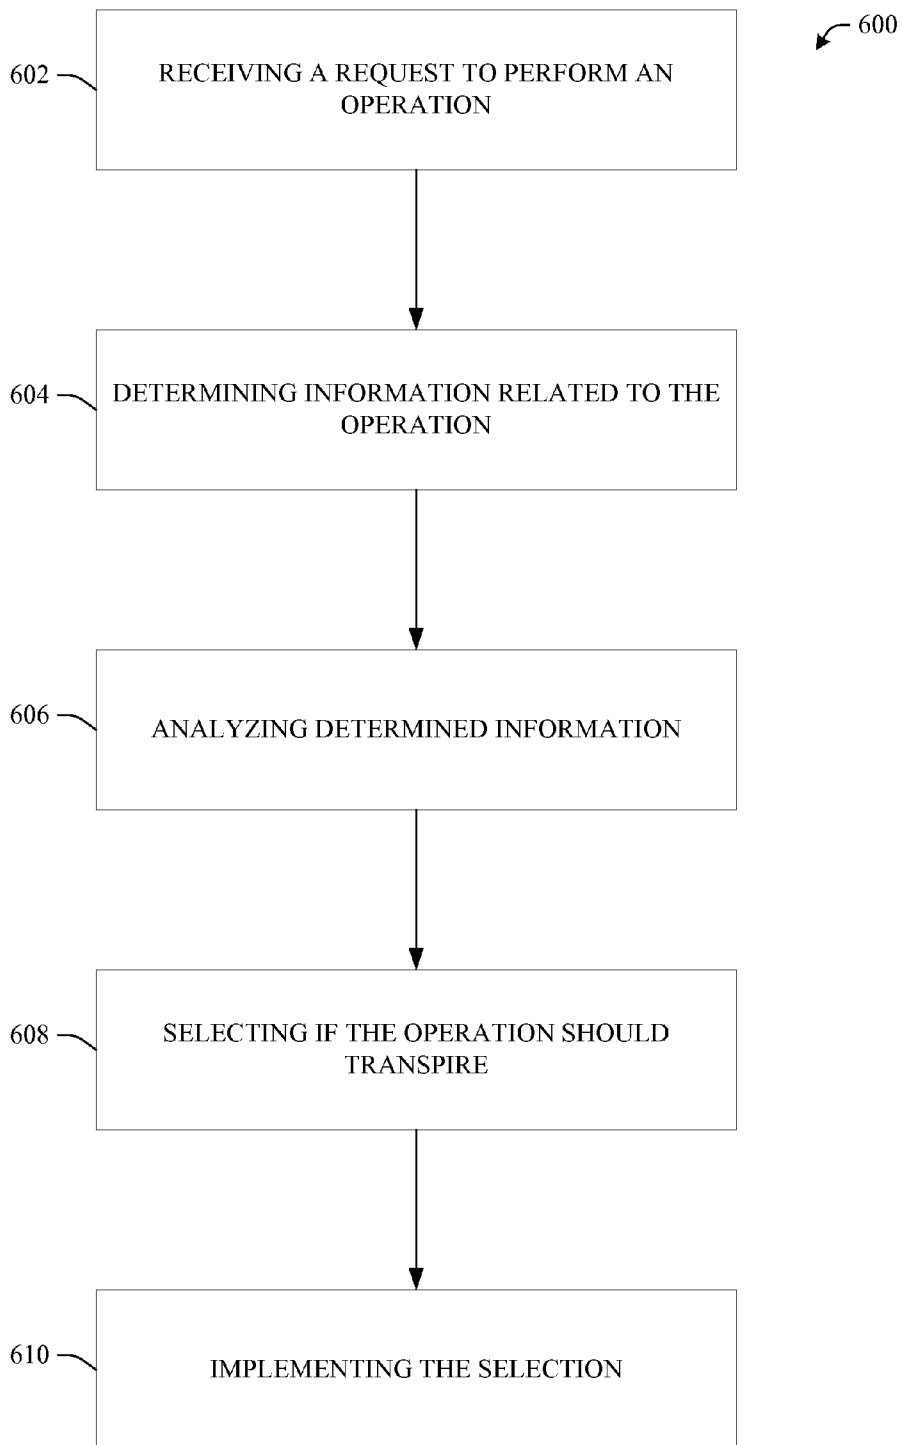 600
602
RECEIVING A REQUEST TO PERFORM AN
OPERATION
604
DETERMINING INFORMATION RELATED TO THE
OPERATION
606
ANALYZING DETERMINED INFORMATION
608
SELECTING IF THE OPERATION SHOULD
TRANSPIRE
610
IMPLEMENTING THE SELECTION